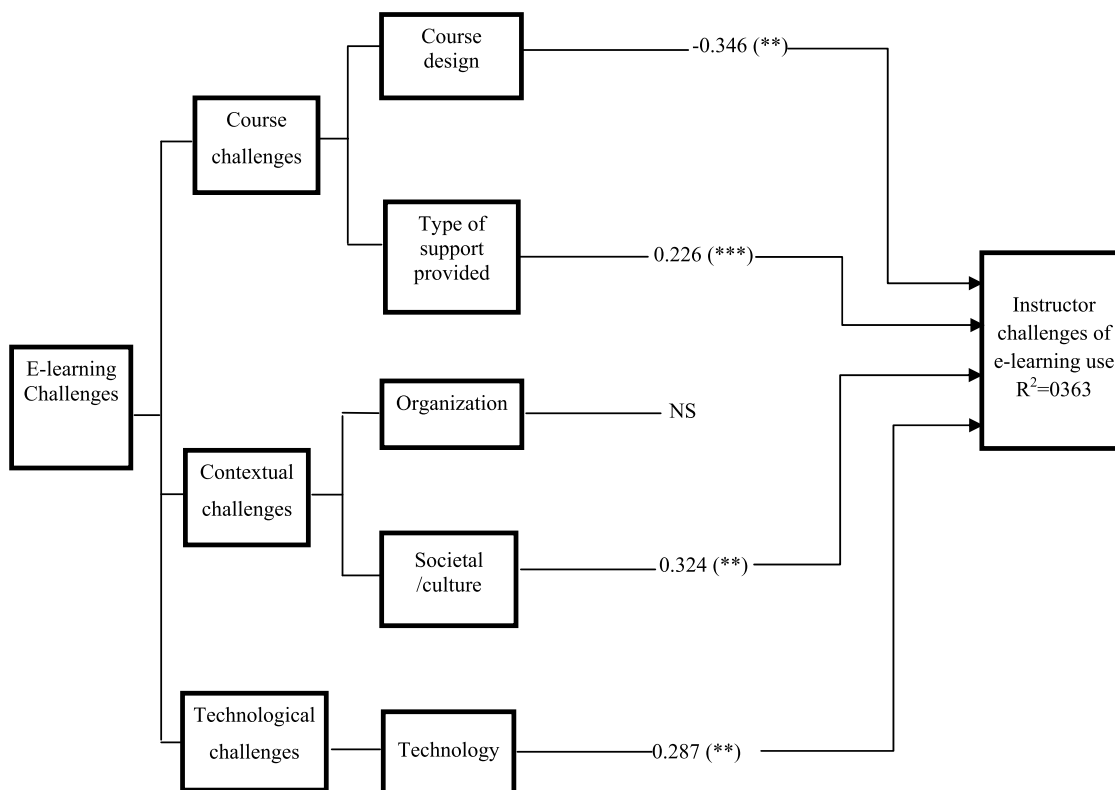 Course
design
-0.346 (**)
Course
challenges
Type of
support
provided
0.226 (***)
Instructor
challenges of
e-learning use
R²=0363
E-learning
Challenges
Organization
NS
Contextual
challenges
Societal
/culture
0.324 (**)
Technological
challenges
Technology
0.287 (**)